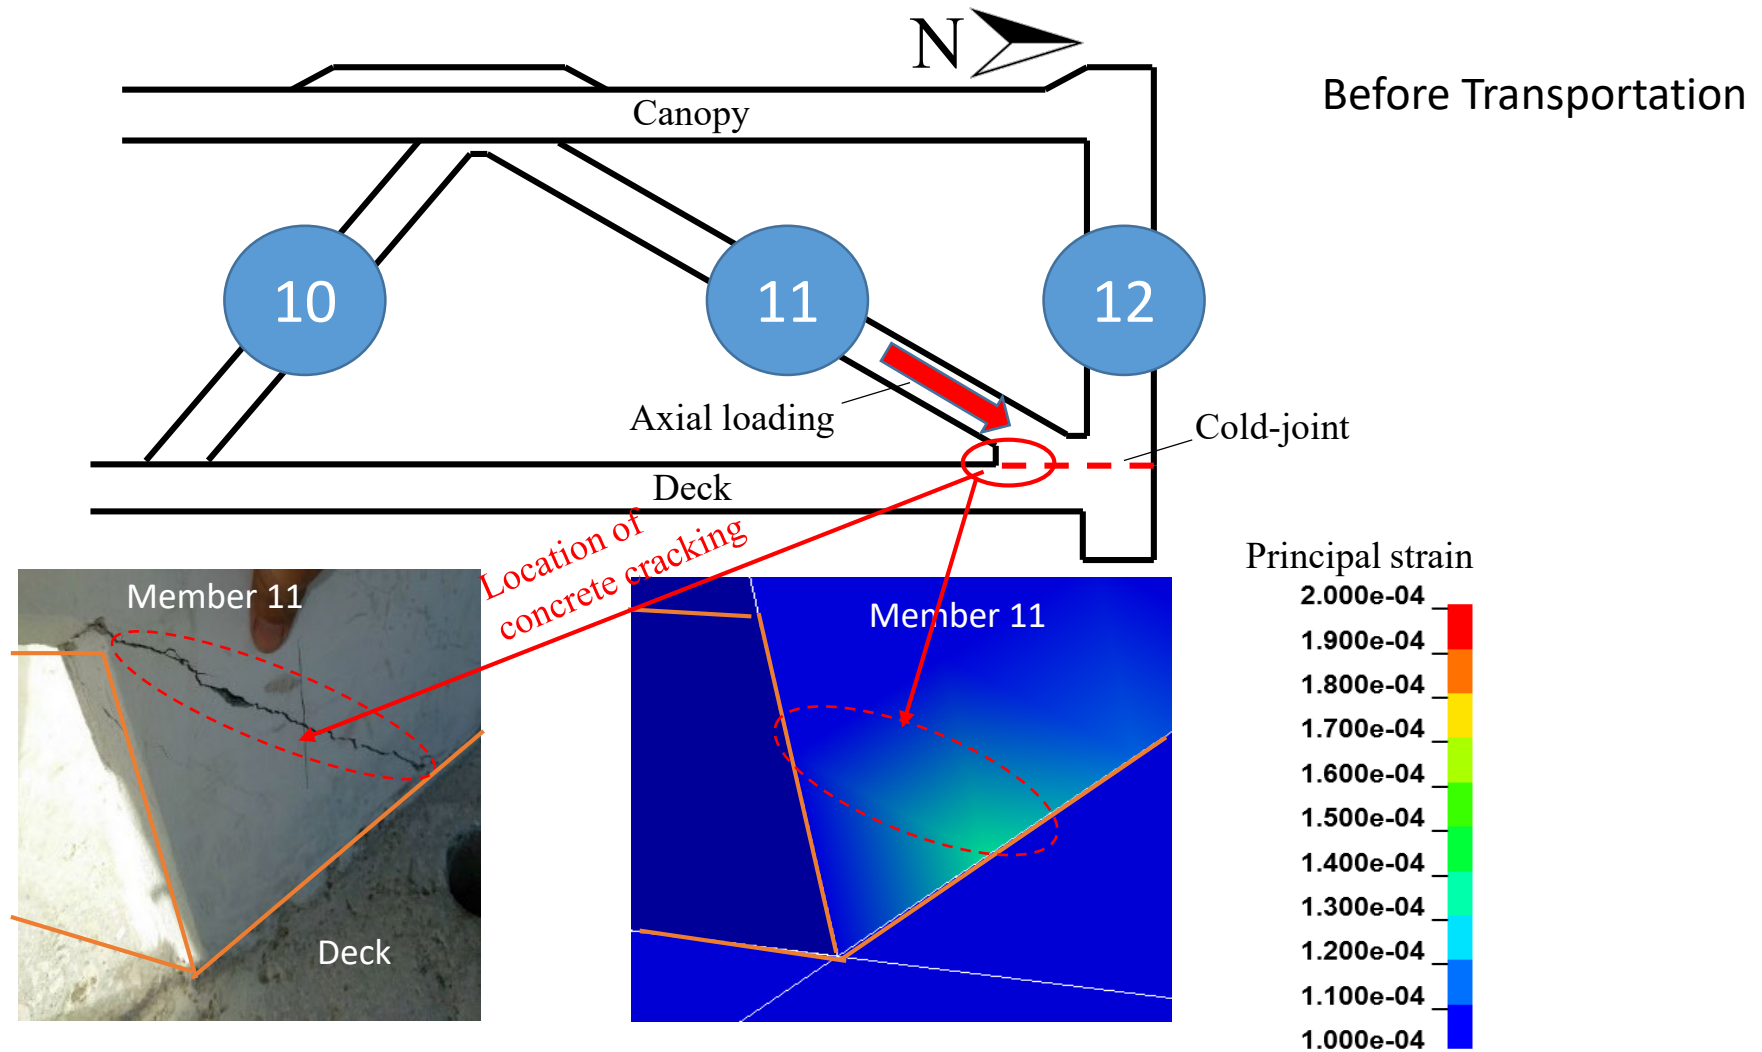 N
Before Transportation
Canopy
10
11
12
Axial loading
Cold-joint
Deck
Location of
concrete cracking
Member 11
Deck
Member 11
Principal strain
2.000e-04
1.900e-04
1.800e-04
1.700e-04
1.600e-04
1.500e-04
1.400e-04
1.300e-04
1.200e-04
1.100e-04
1.000e-04